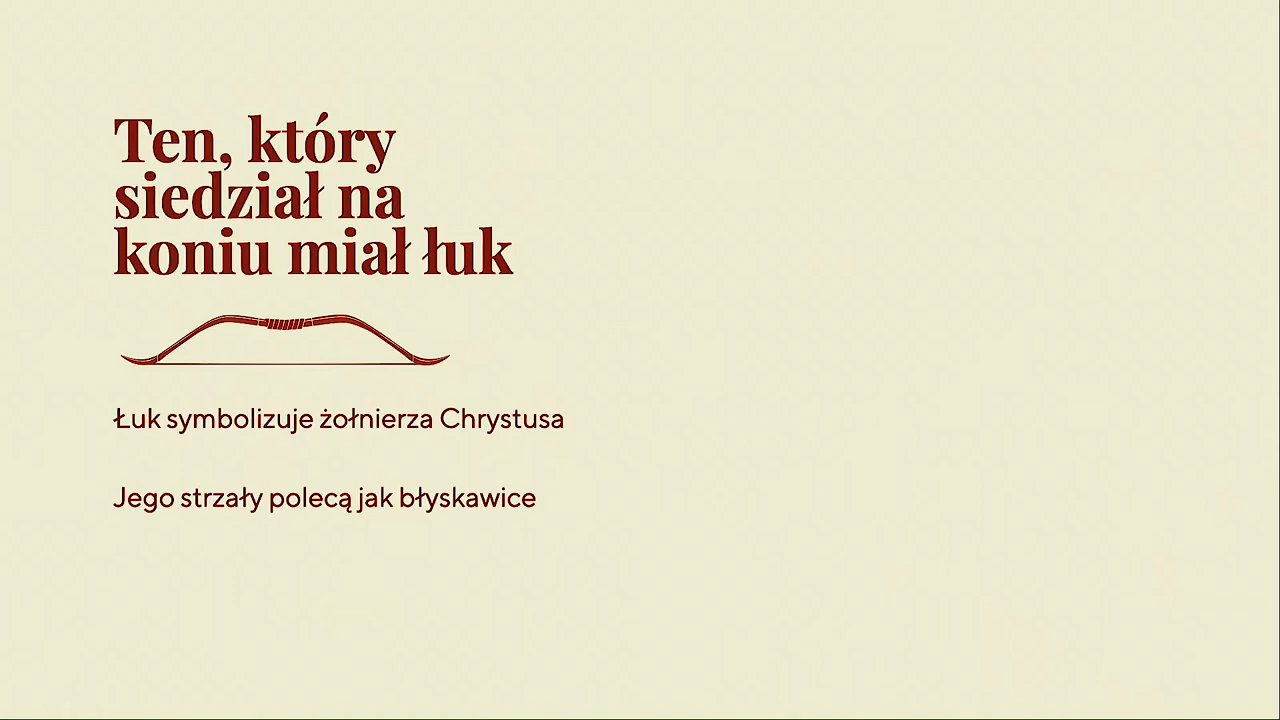 Ten, który
siedział na
koniu miał łuk
Łuk symbolizuje żołnierza Chrystusa
Jego strzały polecą jak błyskawice